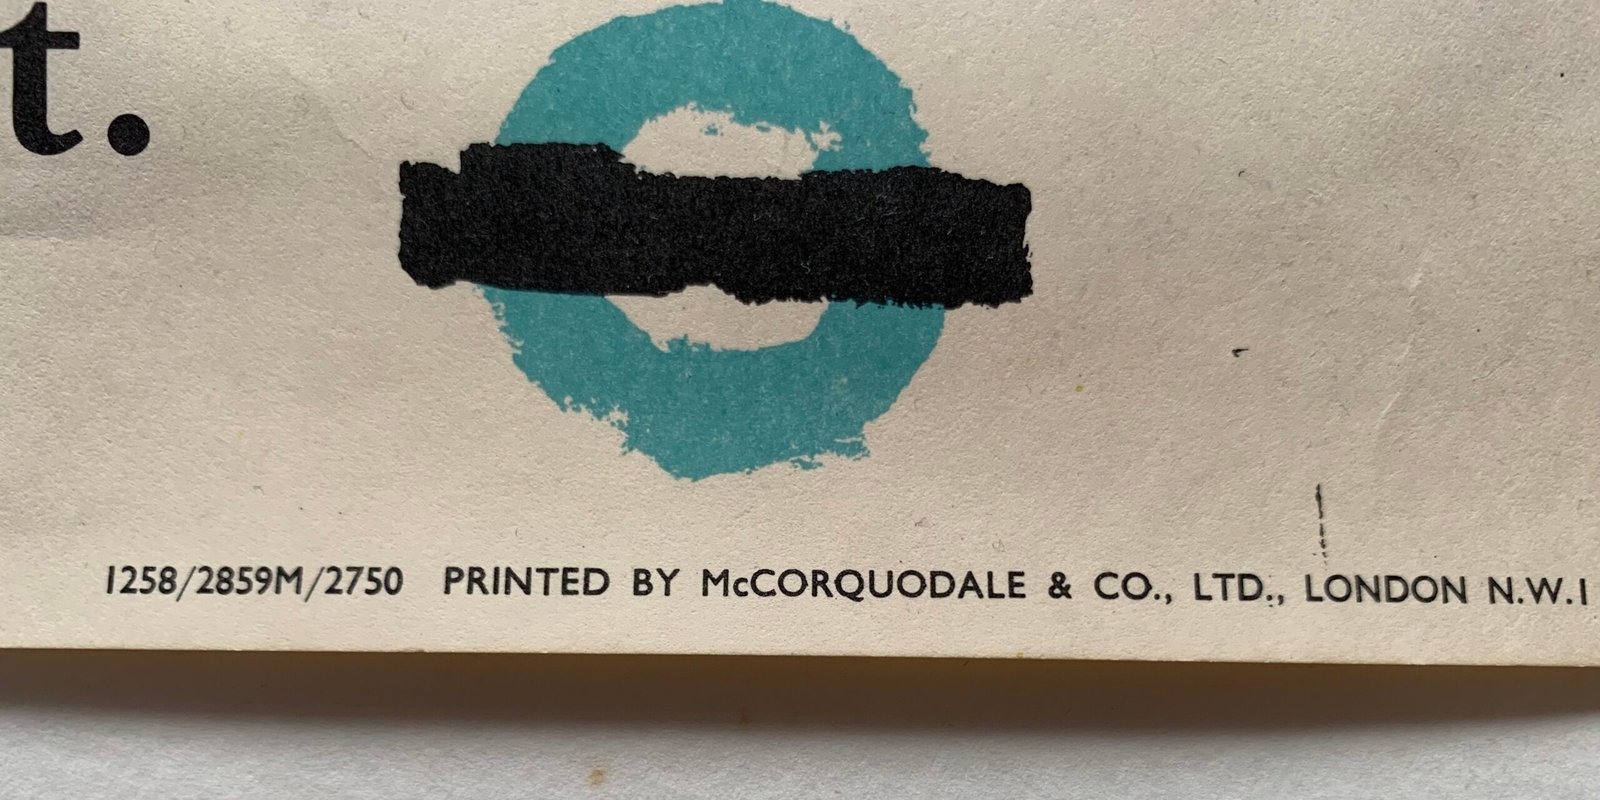 t.
1258/2859M/2750 PRINTED BY McCORQUODALE & CO., LTD., LONDON N.W.1